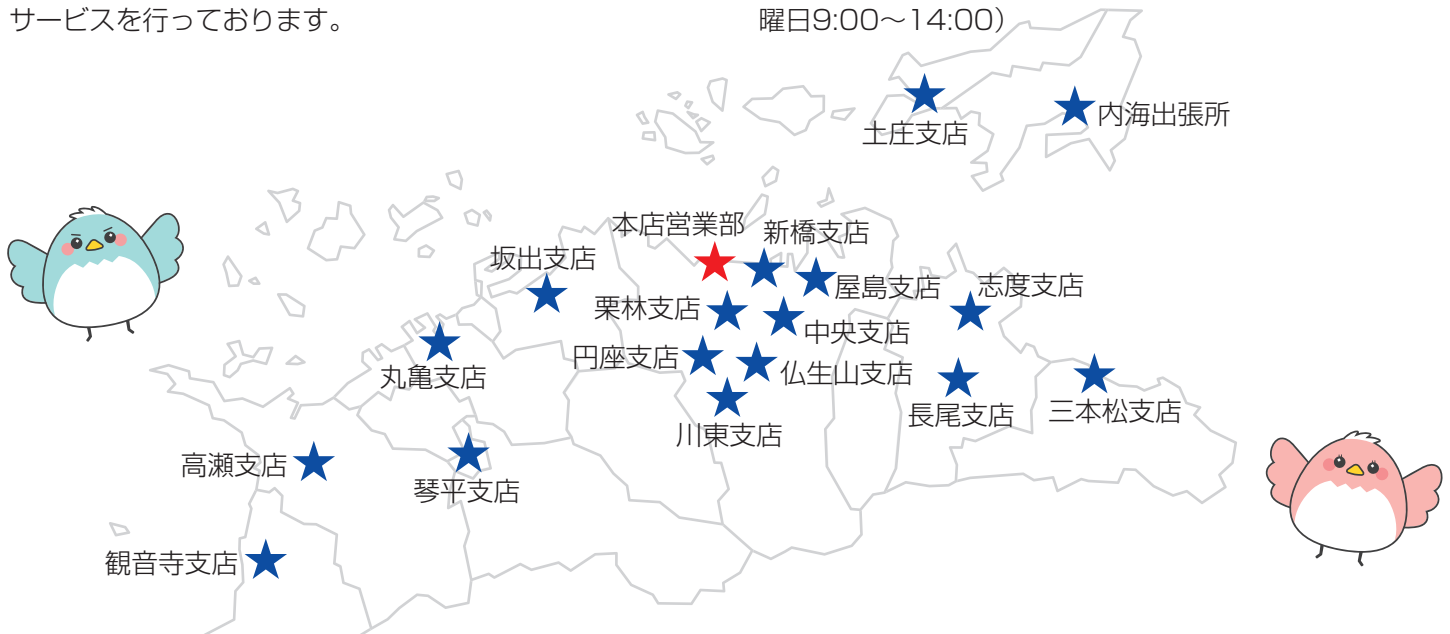 サービスを行っております。
曜日9:00～14:00）
土庄支店
内海出張所
本店営業部
新橋支店
坂出支店
屋島支店
志度支店
栗林支店
中央支店
円座支店
仏生山支店
丸亀支店
長尾支店
三本松支店
川東支店
高瀬支店
琴平支店
観音寺支店